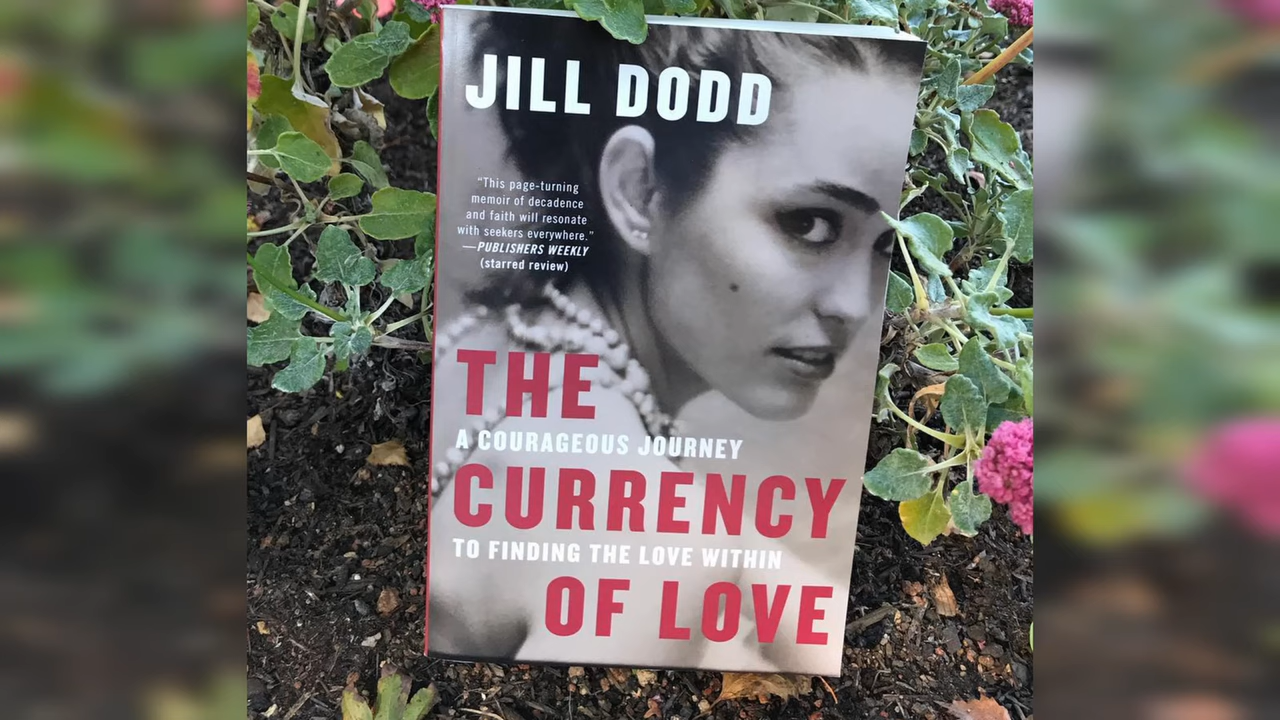 JILL DODD
“This page-turning
memoir of decadence
and faith will resonate
with seekers everywhere.”
—PUBLISHERS WEEKLY
(starred review)
THE
A COURAGEOUS JOURNEY
CURRENCY
TO FINDING THE LOVE WITHIN
OF LOVE